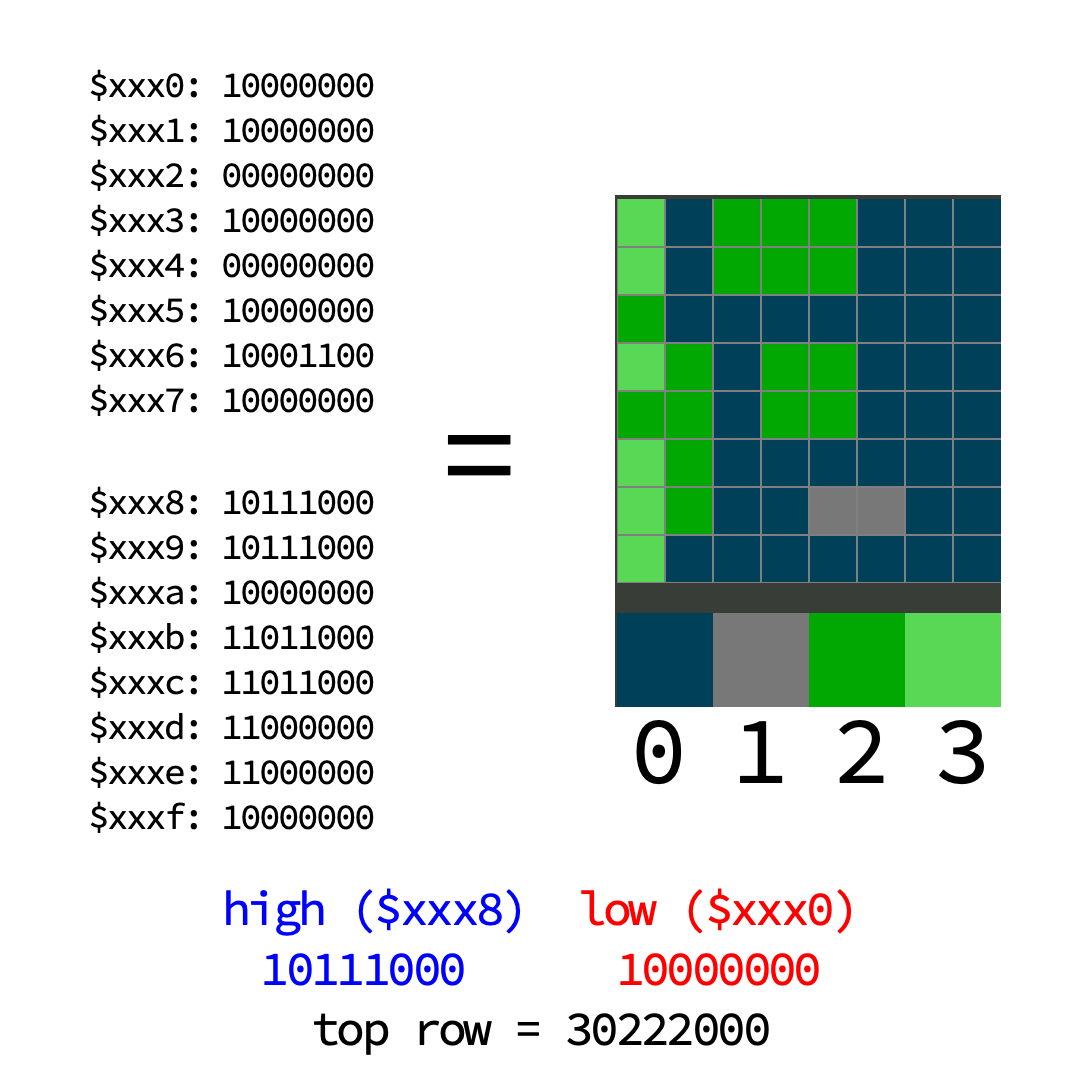 $xxx0: 10000000
$xxx1: 10000000
$xxx2: 00000000
$xxx3: 10000000
$xxx4: 00000000
$xxx5: 10000000
$xxx6: 10001100
$xxx7: 10000000
$xxx8: 10111000
$xxx9: 10111000
$xxxa: 10000000
$xxxb: 11011000
$xxxc: 11011000
$xxxd: 11000000
$xxxe: 11000000
$xxxf: 10000000
=
0 1 2 3
high ($xxx8) low ($xxx0)
10111000 10000000
top row = 30222000